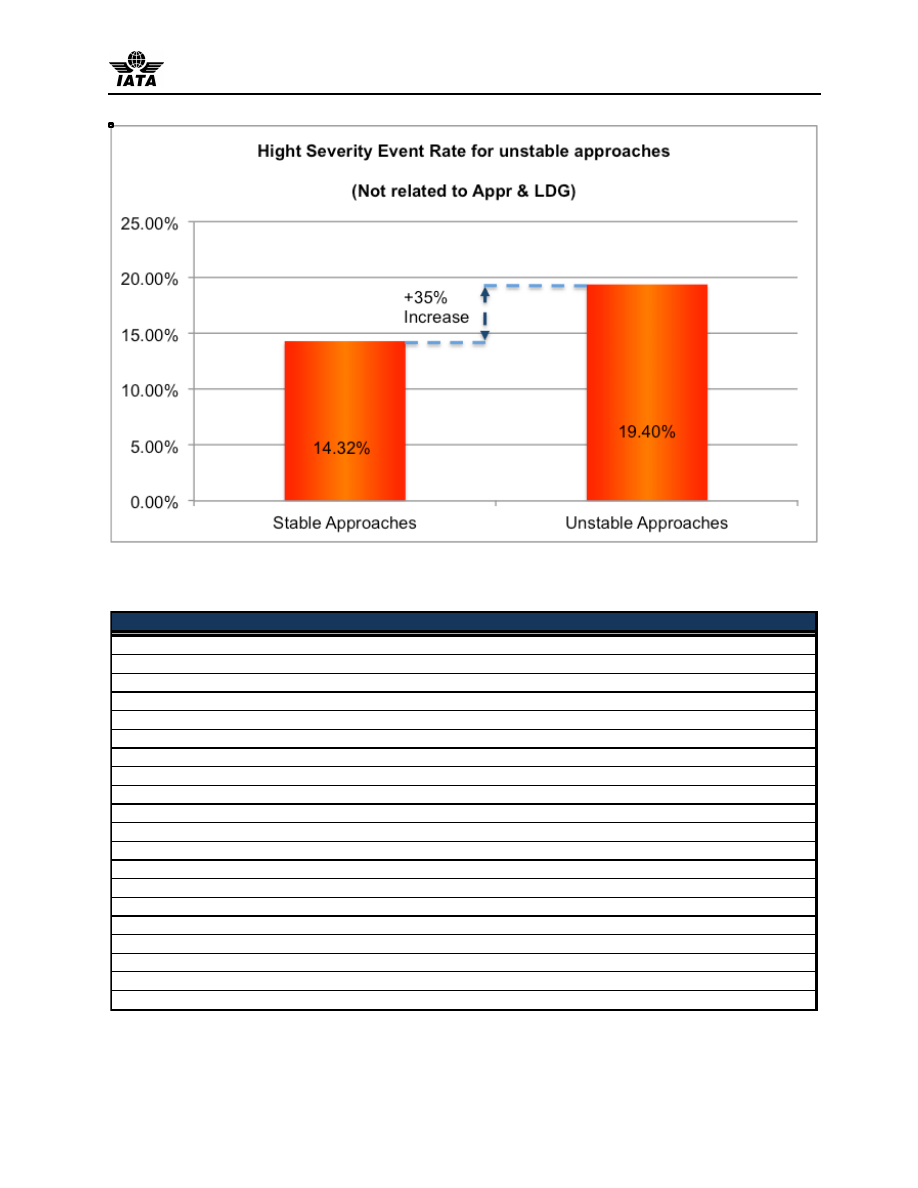 IATA
Hight Severity Event Rate for unstable approaches
(Not related to Appr & LDG)
25.00%
20.00%
+35%
Increase
15.00%
10.00%
19.40%
5.00%
14.32%
0.00%
Stable Approaches
Unstable Approaches